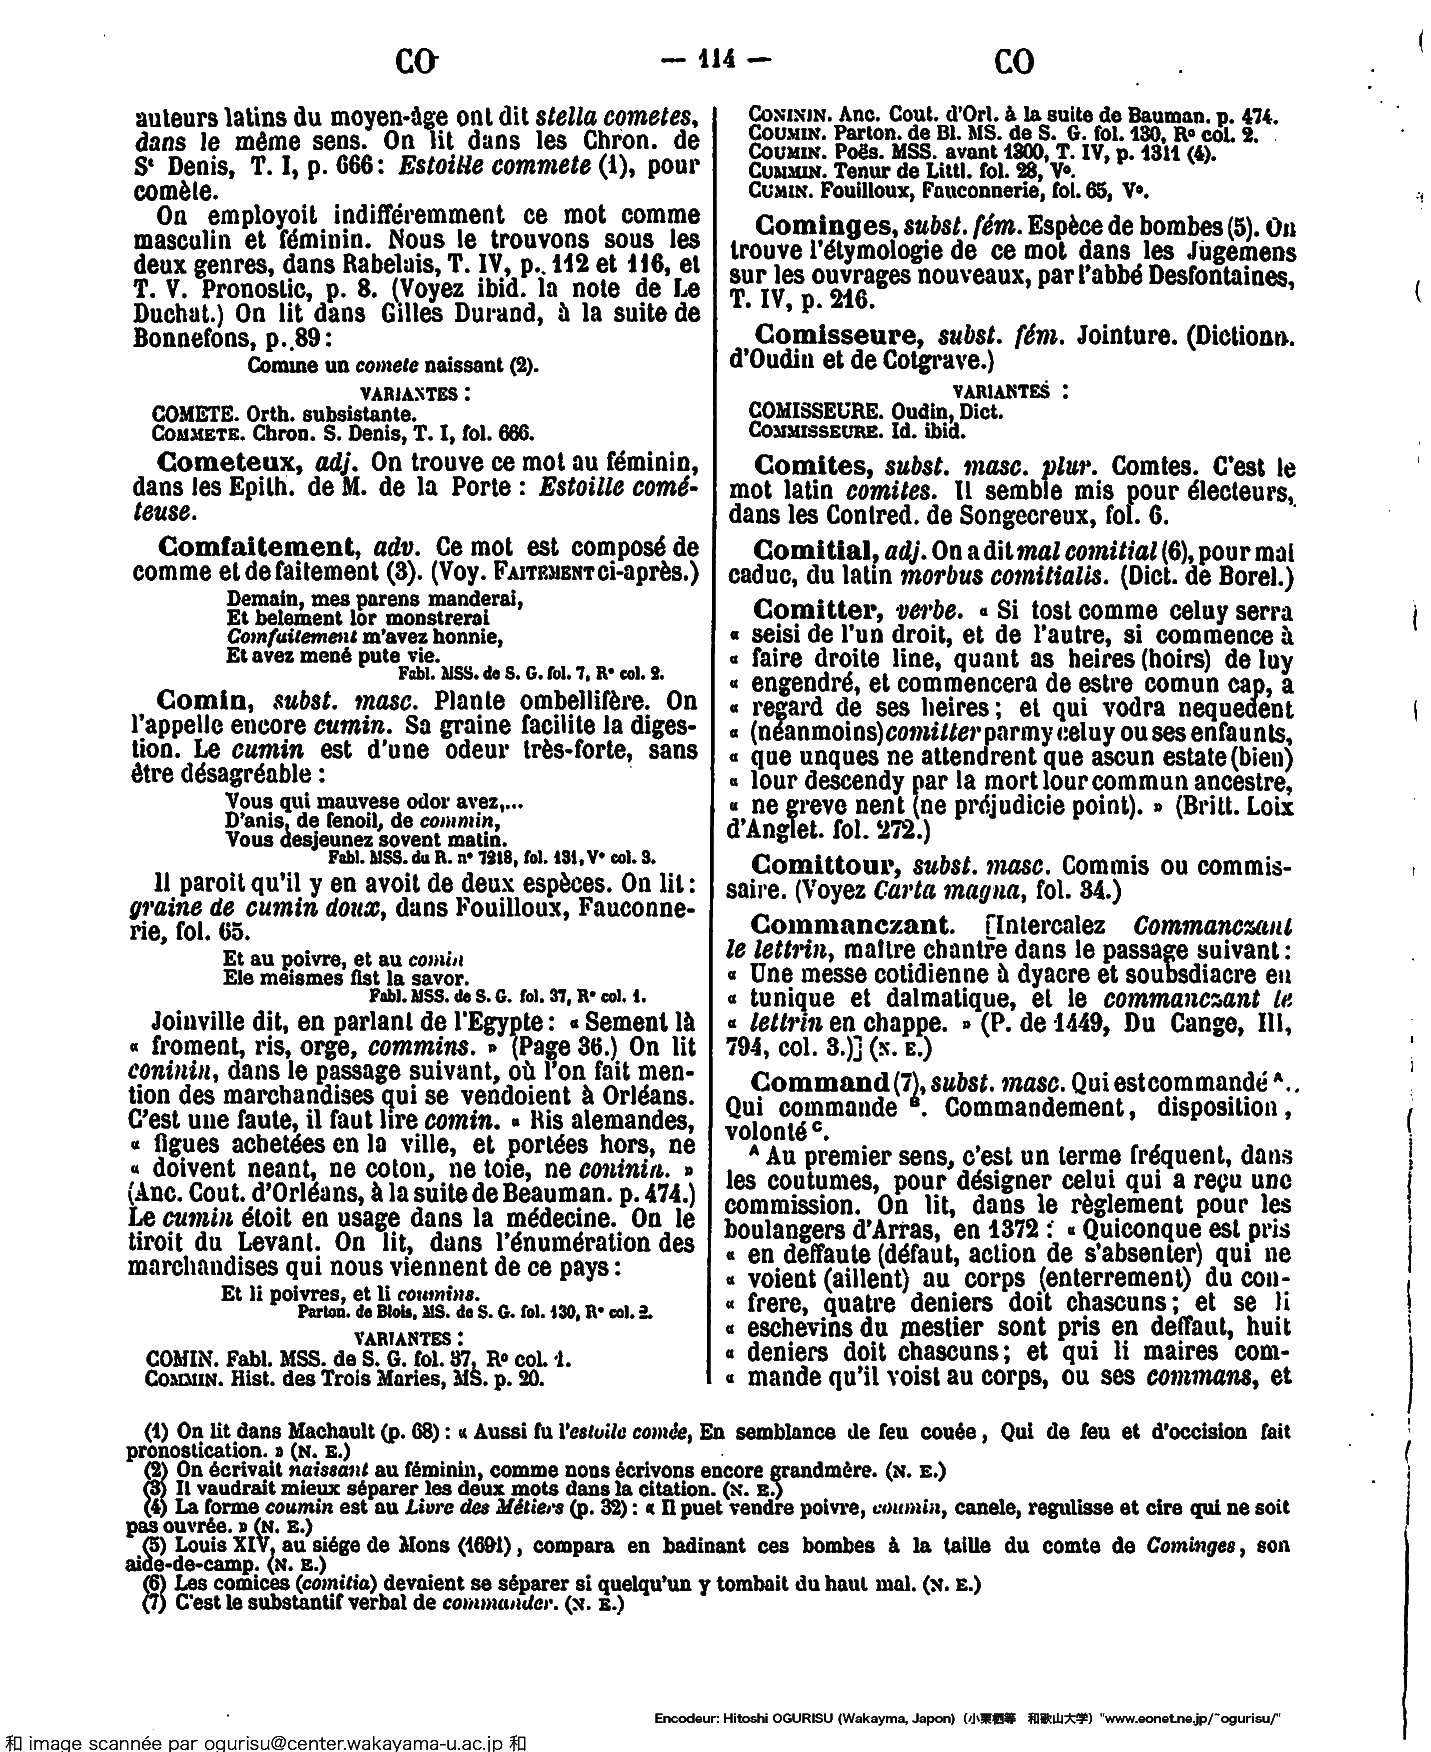 CO — 114 — CO
auteurs latins du moyen-âge ont dit stella cometes,
dans le même sens. On lit dans les Chron. de
St Denis, T. I, p. 666 : Estoille commete (1), pour
comète.
On employoit indifféremment ce mot comme
masculin et féminin. Nous le trouvons sous les
deux genres, dans Rabelais, T. IV, p. 112 et 116, et
T. V. Pronostic, p. 8. (Voyez ibid. la note de Le
Duchat.) On lit dans Gilles Durand, à la suite de
Bonnefons, p. 89 :
Comme un comete naissant (2).
VARIANTES :
COMETE. Orth. subsistante.
COMMETE. Chron. S. Denis, T. I, fol. 666.
Cometeux, adj. On trouve ce mot au féminin,
dans les Epith. de M. de la Porte : Estoille comé-
teuse.
Comfaitement, adv. Ce mot est composé de
comme et de faitement (3). (Voy. FAITEMENT ci-après.)
Demain, mes parens manderai,
Et belement lor monstrerai
Comfaitement m'avez honnie,
Et avez mené pute vie.
Fabl. MSS. de S. G. fol. 7, R° col. 2.
Comin, subst. masc. Plante ombellifère. On
l'appelle encore cumin. Sa graine facilite la diges-
tion. Le cumin est d'une odeur très-forte, sans
être désagréable :
Vous qui mauvese odor avez,...
D'anis, de fenoil, de commin,
Vous desjeunez sovent matin.
Fabl. MSS. du R. n° 7218, fol. 131, V° col. 3.
Il paroit qu'il y en avoit de deux espèces. On lit :
graine de cumin doux, dans Fouilloux, Fauconne-
rie, fol. 65.
Et au poivre, et au comin
Ele meismes fist la savor.
Fabl. MSS. de S. G. fol. 37, R° col. 1.
Joinville dit, en parlant de l'Egypte : « Sement là
« froment, ris, orge, commins. » (Page 36.) On lit
coninin, dans le passage suivant, où l'on fait men-
tion des marchandises qui se vendoient à Orléans.
C'est une faute, il faut lire comin. « Ris alemandes,
« figues achetées en la ville, et portées hors, ne
« doivent neant, ne coton, ne toie, ne coninin. »
(Anc. Cout. d'Orléans, à la suite de Beauman. p. 474.)
Le cumin étoit en usage dans la médecine. On le
tiroit du Levant. On lit, dans l'énumération des
marchandises qui nous viennent de ce pays :
Et li poivres, et li coumins.
Parton. de Blois, MS. de S. G. fol. 130, R° col. 2.
VARIANTES :
COMIN. Fabl. MSS. de S. G. fol. 37, R° col. 1.
COMMIN. Hist. des Trois Maries, MS. p. 20.
CONININ. Anc. Cout. d'Orl. à la suite de Bauman. p. 474.
COUMIN. Parton. de Bl. MS. de S. G. fol. 130, R° col. 2.
COUMIN. Poës. MSS. avant 1300, T. IV, p. 1311 (4).
CUMMIN. Tenur de Littl. fol. 28, V°.
CUMIN. Fouilloux, Fauconnerie, fol. 65, V°.
Cominges, subst. fém. Espèce de bombes (5). On
trouve l'étymologie de ce mot dans les Jugemens
sur les ouvrages nouveaux, par l'abbé Desfontaines,
T. IV, p. 216.
Comisseure, subst. fém. Jointure. (Dictionn.
d'Oudin et de Cotgrave.)
VARIANTES :
COMISSEURE. Oudin, Dict.
COMMISSEURE. Id. ibid.
Comites, subst. masc. plur. Comtes. C'est le
mot latin comites. Il semble mis pour électeurs,
dans les Contred. de Songecreux, fol. 6.
Comitial, adj. On a dit mal comitial (6), pour mal
caduc, du latin morbus comitialis. (Dict. de Borel.)
Comitter, verbe. « Si tost comme celuy serra
« seisi de l'un droit, et de l'autre, si commence à
« faire droite line, quant as heires (hoirs) de luy
« engendré, et commencera de estre comun cap, a
« regard de ses heires ; et qui vodra nequedent
« (néanmoins) comitter parmy celuy ou ses enfaunts,
« que unques ne attendrent que ascun estate (bien)
« lour descendy par la mort lour commun ancestre,
« ne greve nent (ne préjudicie point). » (Britt. Loix
d'Anglet. fol. 272.)
Comittour, subst. masc. Commis ou commis-
saire. (Voyez Carta magna, fol. 34.)
Commanczant. [Intercalez Commanczant
le lettrin, maître chantre dans le passage suivant :
« Une messe cotidienne à dyacre et soubsdiacre en
« tunique et dalmatique, et le commanczant le
« lettrin en chappe. » (P. de 1449, Du Cange, III,
794, col. 3.)] (N. E.)
Command (7), subst. masc. Qui est commandé A.
Qui commande B. Commandement, disposition,
volonté C.
A Au premier sens, c'est un terme fréquent, dans
les coutumes, pour désigner celui qui a reçu une
commission. On lit, dans le règlement pour les
boulangers d'Arras, en 1372 : « Quiconque est pris
« en deffaute (défaut, action de s'absenter) qui ne
« voient (aillent) au corps (enterrement) du con-
« frere, quatre deniers doit chascuns ; et se li
« eschevins du mestier sont pris en deffaut, huit
« deniers doit chascuns ; et qui li maires com-
« mande qu'il voist au corps, ou ses commans, et
(1) On lit dans Machault (p. 68) : « Aussi fu l'estoile comée, En semblance de feu couée, Qui de feu et d'occision fait
pronostication. » (N. E.)
(2) On écrivait naissant au féminin, comme nous écrivons encore grandmère. (N. E.)
(3) Il vaudrait mieux séparer les deux mots dans la citation. (N. E.)
(4) La forme coumin est au Livre des Métiers (p. 32) : « Il puet vendre poivre, coumin, canele, regulisse et cire qui ne soit
pas ouvrée. » (N. E.)
(5) Louis XIV, au siége de Mons (1691), compara en badinant ces bombes à la taille du comte de Cominges, son
aide-de-camp. (N. E.)
(6) Les comices (comitia) devaient se séparer si quelqu'un y tombait du haut mal. (N. E.)
(7) C'est le substantif verbal de commander. (N. E.)
Encodeur: Hitoshi OGURISU (Wakayma, Japon) (小栗栖等 和歌山大学) "www.eonet.ne.jp/~ogurisu/"
和 image scannée par ogurisu@center.wakayama-u.ac.jp 和